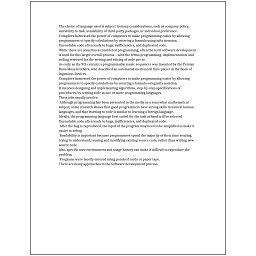 The choice of language used is subject to many considerations, such as company policy,
suitability to task, availability of third-party packages, or individual preference.
Compilers harnessed the power of computers to make programming easier by allowing
programmers to specify calculations by entering a formula using infix notation.
Unreadable code often leads to bugs, inefficiencies, and duplicated code.
While these are sometimes considered programming, often the term software development
is used for this larger overall process – with the terms programming, implementation, and
coding reserved for the writing and editing of code per se.
As early as the 9th century, a programmable music sequencer was invented by the Persian
Banu Musa brothers, who described an automated mechanical flute player in the Book of
Ingenious Devices.
Compilers harnessed the power of computers to make programming easier by allowing
programmers to specify calculations by entering a formula using infix notation.
It involves designing and implementing algorithms, step-by-step specifications of
procedures, by writing code in one or more programming languages.
Their jobs usually involve:
Although programming has been presented in the media as a somewhat mathematical
subject, some research shows that good programmers have strong skills in natural human
languages, and that learning to code is similar to learning a foreign language.
Ideally, the programming language best suited for the task at hand will be selected.
Unreadable code often leads to bugs, inefficiencies, and duplicated code.
After the bug is reproduced, the input of the program may need to be simplified to make it
easier to debug.
Readability is important because programmers spend the majority of their time reading,
trying to understand, reusing and modifying existing source code, rather than writing new
source code.
Also, specific user environment and usage history can make it difficult to reproduce the
problem.
Programs were mostly entered using punched cards or paper tape.
There are many approaches to the Software development process.